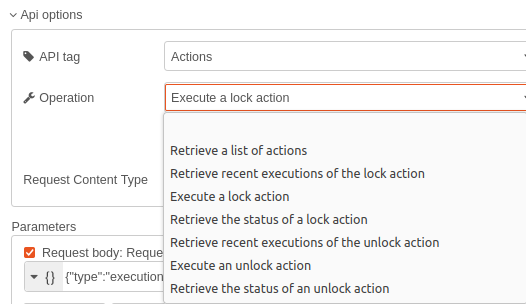 Api options
API tag
Actions
Operation
Execute a lock action
Retrieve a list of actions
Retrieve recent executions of the lock action
Execute a lock action
Retrieve the status of a lock action
Retrieve recent executions of the unlock action
Execute an unlock action
Retrieve the status of an unlock action
Request Content Type
Parameters
Request body: Reque
{} {"type":"execution